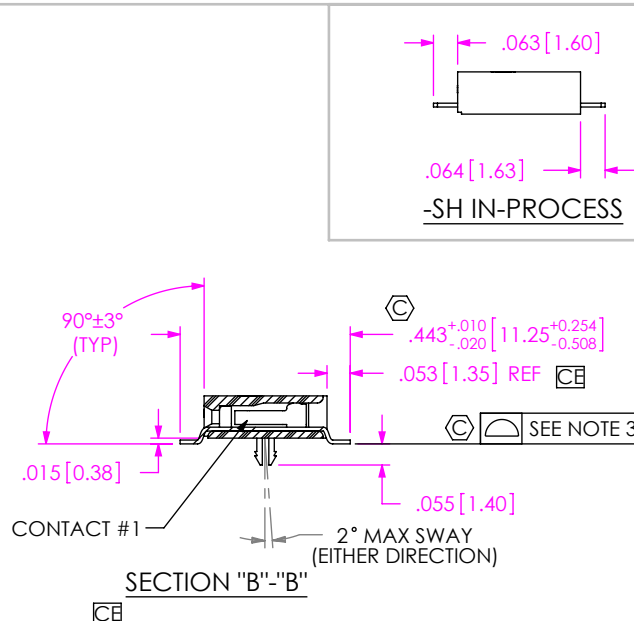 .063[1.60]
.064[1.63]
-SH IN-PROCESS
90°±3°
(TYP)
C
.443+.010-.020[11.25+0.254-0.508]
.053[1.35] REF CE
C SEE NOTE 3
.015[0.38]
.055[1.40]
CONTACT #1
2° MAX SWAY
(EITHER DIRECTION)
SECTION "B"-"B"
CE